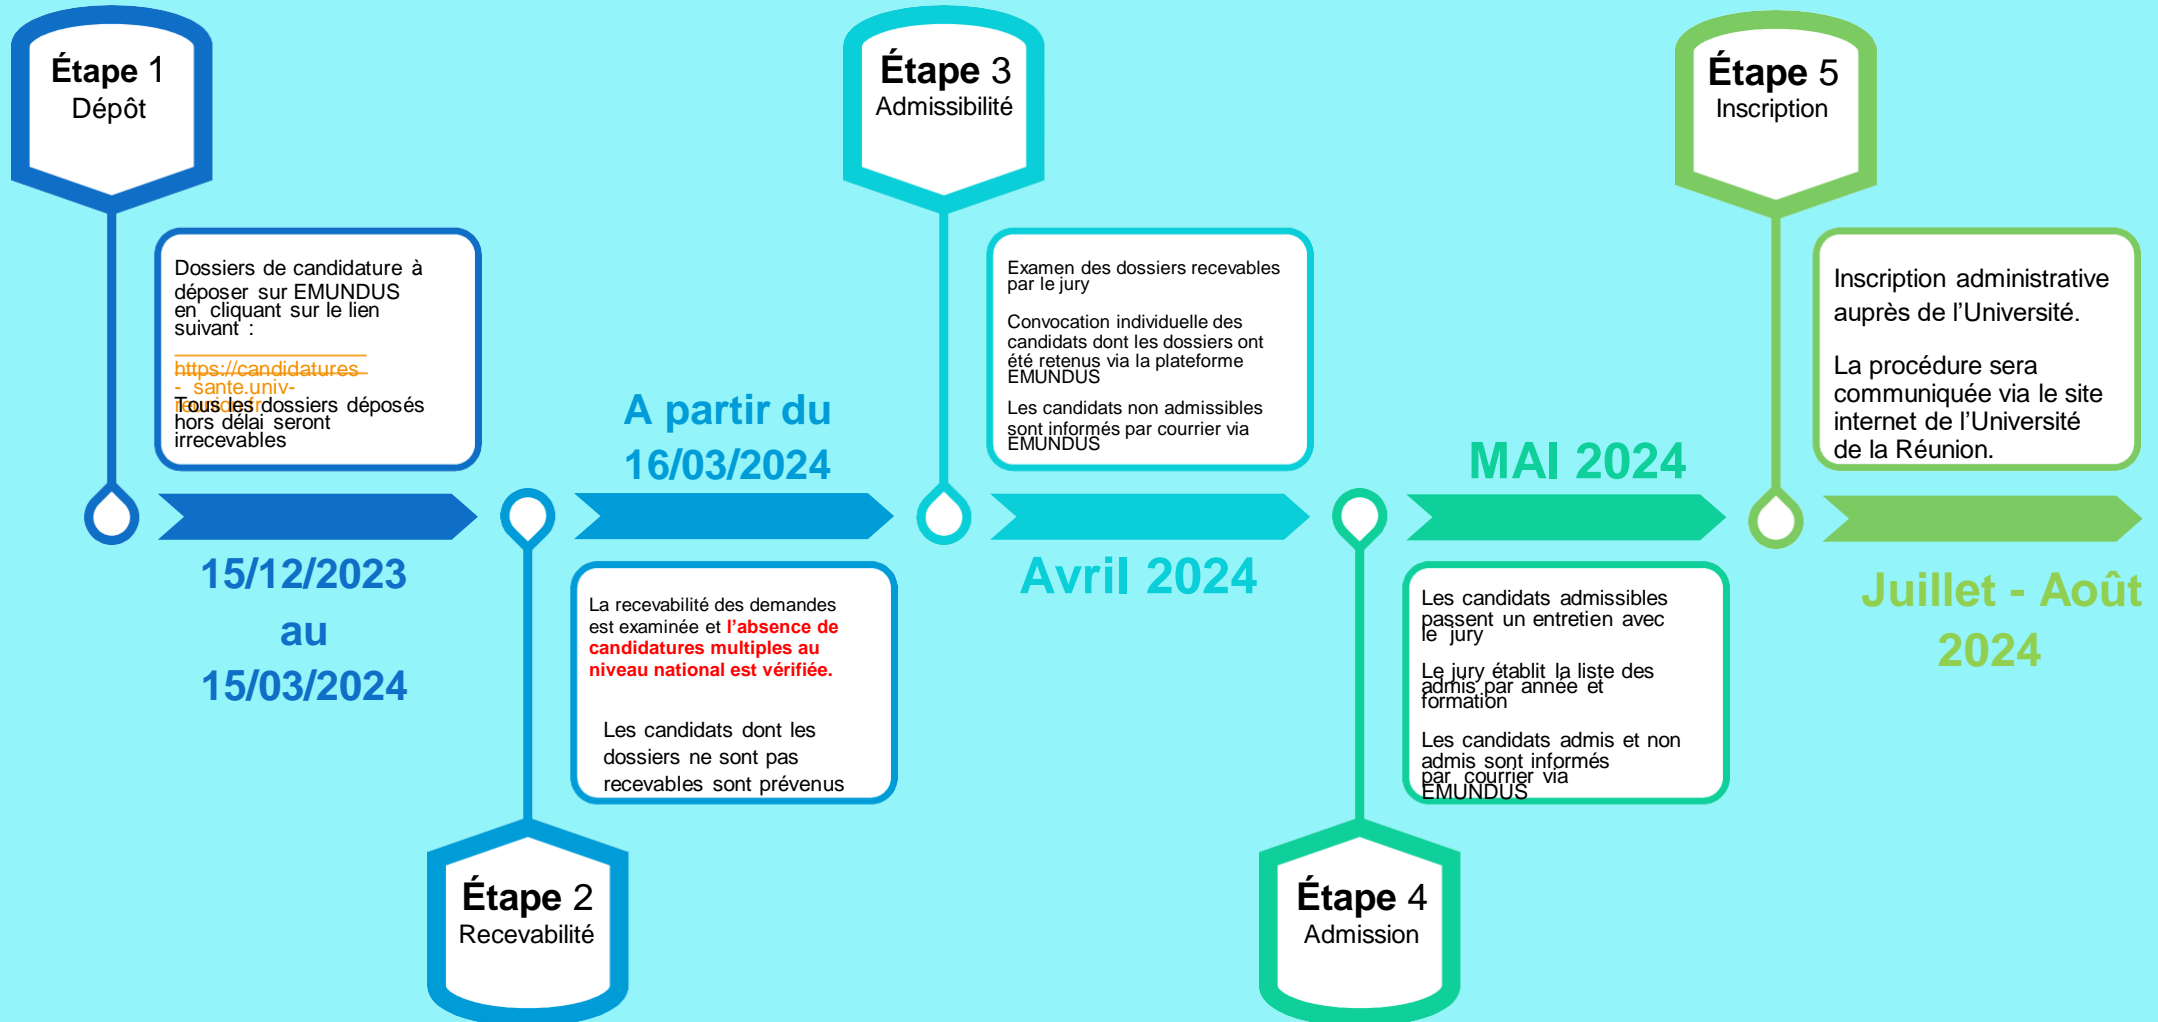 Étape 1
Dépôt
Dossiers de candidature à
déposer sur EMUNDUS
en cliquant sur le lien
suivant :
https://candidatures
- sante.univ-
reunion.fr
Tous les dossiers déposés
hors délai seront
irrecevables
15/12/2023
au
15/03/2024
Étape 2
Recevabilité
A partir du
16/03/2024
La recevabilité des demandes
est examinée et l’absence de
candidatures multiples au
niveau national est vérifiée.
Les candidats dont les
dossiers ne sont pas
recevables sont prévenus
Étape 3
Admissibilité
Examen des dossiers recevables
par le jury
Convocation individuelle des
candidats dont les dossiers ont
été retenus via la plateforme
EMUNDUS
Les candidats non admissibles
sont informés par courrier via
EMUNDUS
Avril 2024
Étape 4
Admission
MAI 2024
Les candidats admissibles
passent un entretien avec
le jury
Le jury établit la liste des
admis par année et
formation
Les candidats admis et non
admis sont informés
par courrier via
EMUNDUS
Étape 5
Inscription
Inscription administrative
auprès de l’Université.
La procédure sera
communiquée via le site
internet de l’Université
de la Réunion.
Juillet - Août
2024